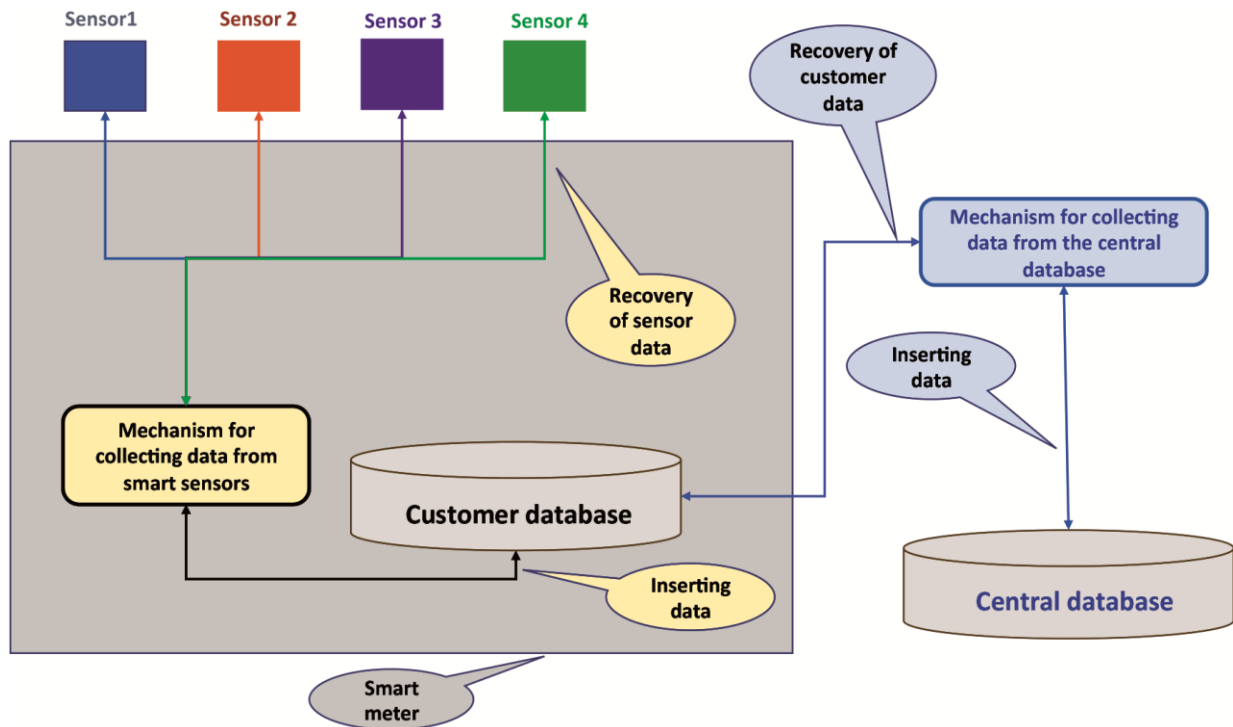 Sensor1
Sensor 2
Sensor 3
Sensor 4
Recovery of
customer
data
Mechanism for collecting
data from the central
database
Recovery
of sensor
data
Inserting
data
Mechanism for
collecting data from
smart sensors
Customer database
Inserting
data
Central database
Smart
meter